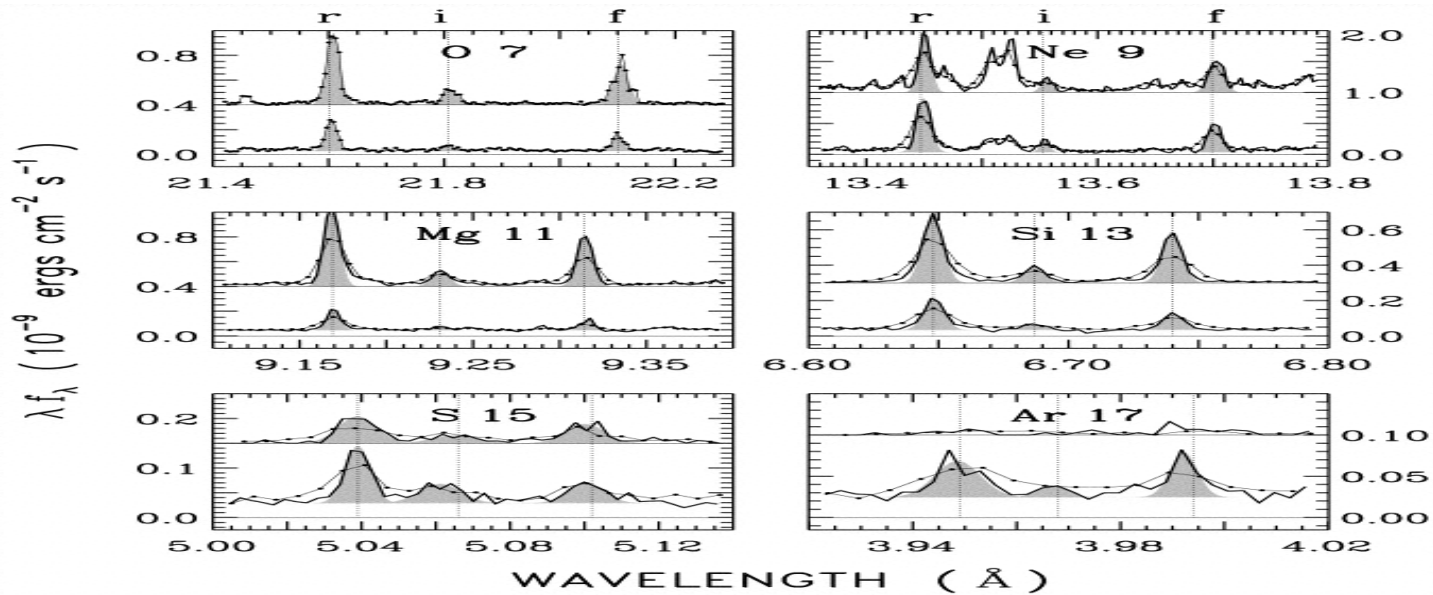 r i f r i f
O 7 Ne 9
0.8 2.0
0.4 1.0
0.0 0.0
21.4 21.8 22.2 13.4 13.6 13.8
Mg 11 Si 13
0.8 0.6
0.4 0.4
0.2
0.0 0.0
9.15 9.25 9.35 6.60 6.70 6.80
S 15 Ar 17
0.2 0.10
0.1 0.05
0.0 0.00
5.00 5.04 5.08 5.12 3.94 3.98 4.02
λf_λ (10⁻⁹ ergs cm⁻² s⁻¹)
WAVELENGTH (Å)